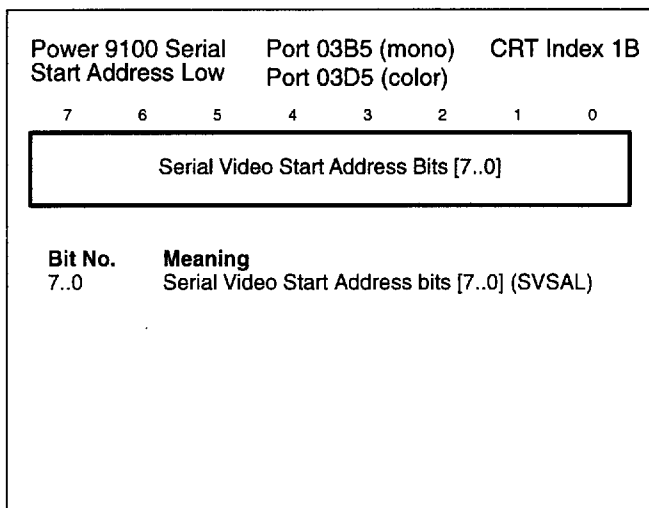 Power 9100 Serial Start Address Low
Port 03B5 (mono)
Port 03D5 (color)
CRT Index 1B
7 6 5 4 3 2 1 0
Serial Video Start Address Bits [7..0]
Bit No. Meaning
7..0 Serial Video Start Address bits [7..0] (SVSAL)